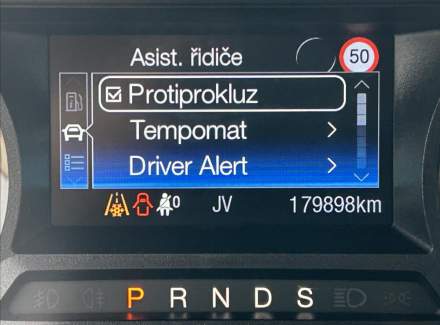 Asist. řidiče
50
Protiprokluz
Tempomat
Driver Alert
0 JV 179898km
P R N D S